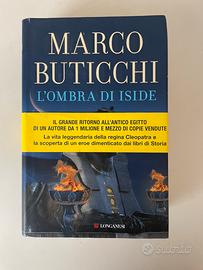 MARCO
BUTICCHI
L'OMBRA DI ISIDE
IL GRANDE RITORNO ALL'ANTICO EGITTO
DI UN AUTORE DA 1 MILIONE E MEZZO DI COPIE VENDUTE
La vita leggendaria della regina Cleopatra e
la scoperta di un eroe dimenticato dai libri di Storia
LONGANESI
subito